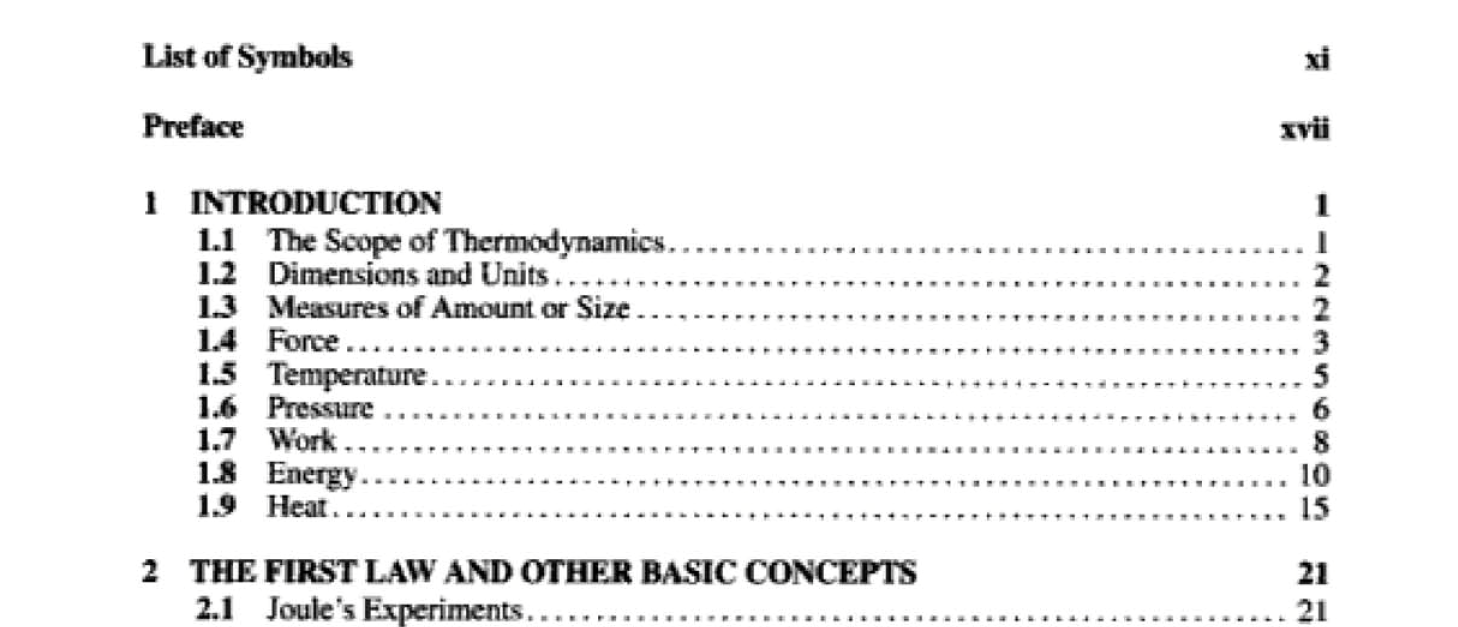 List of Symbols xi
Preface xvii
1 INTRODUCTION 1
1.1 The Scope of Thermodynamics........................................ 1
1.2 Dimensions and Units........................................ 2
1.3 Measures of Amount or Size........................................ 2
1.4 Force........................................ 3
1.5 Temperature........................................ 5
1.6 Pressure........................................ 6
1.7 Work........................................ 8
1.8 Energy........................................ 10
1.9 Heat........................................ 15
2 THE FIRST LAW AND OTHER BASIC CONCEPTS 21
2.1 Joule's Experiments........................................ 21